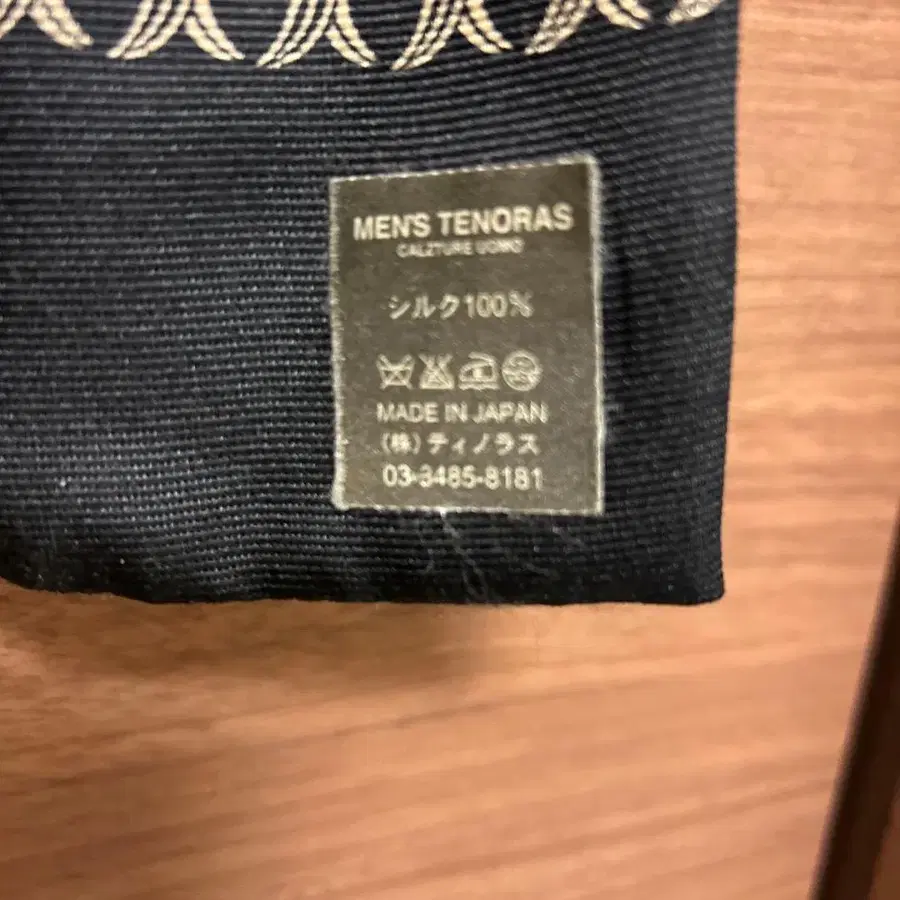 MEN'S TENORAS
CALZTURE UOMO
シルク100%
MADE IN JAPAN
(株)ティノラス
03-3485-8181